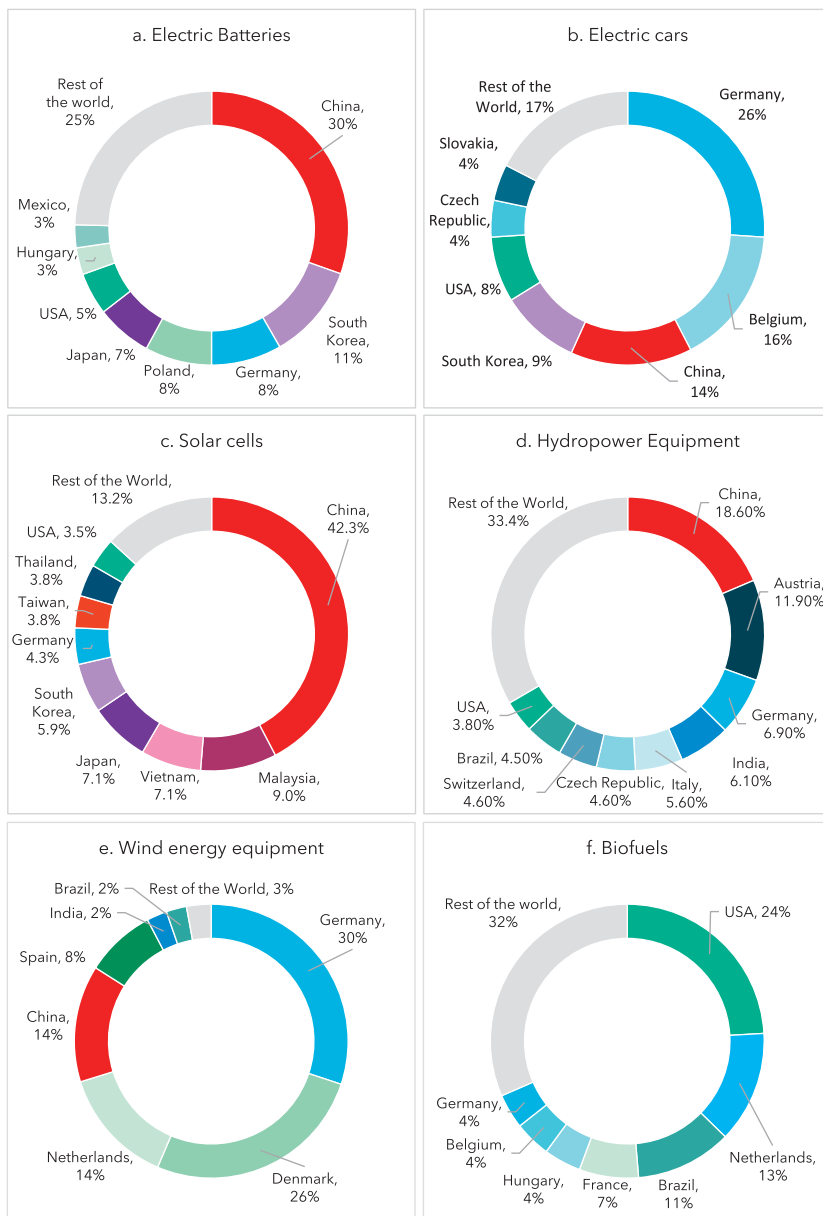 a. Electric Batteries
Rest of
the world,
25%
China,
30%
Mexico,
3%
Hungary,
3%
USA, 5%
Japan, 7%
Poland,
8%
Germany,
8%
South
Korea,
11%
b. Electric cars
Rest of the
World, 17%
Germany,
26%
Slovakia,
4%
Czech
Republic,
4%
USA, 8%
South Korea, 9%
China,
14%
Belgium,
16%
c. Solar cells
Rest of the World,
13.2%
China,
42.3%
USA, 3.5%
Thailand,
3.8%
Taiwan,
3.8%
Germany
4.3%
South
Korea,
5.9%
Japan,
7.1%
Vietnam,
7.1%
Malaysia,
9.0%
d. Hydropower Equipment
Rest of the World,
33.4%
China,
18.60%
Austria,
11.90%
Germany,
6.90%
India,
6.10%
Italy,
5.60%
Czech Republic,
4.60%
Switzerland,
4.60%
Brazil, 4.50%
USA,
3.80%
e. Wind energy equipment
Brazil, 2%
Rest of the World, 3%
India, 2%
Germany,
30%
Spain, 8%
China,
14%
Netherlands,
14%
Denmark,
26%
f. Biofuels
Rest of the world,
32%
USA, 24%
Germany,
4%
Belgium,
4%
Hungary,
4%
France,
7%
Brazil,
11%
Netherlands,
13%